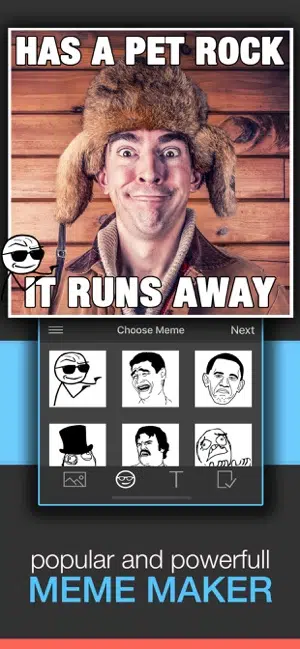 HAS A PET ROCK
IT RUNS AWAY
Choose Meme Next
popular and powerfull
MEME MAKER